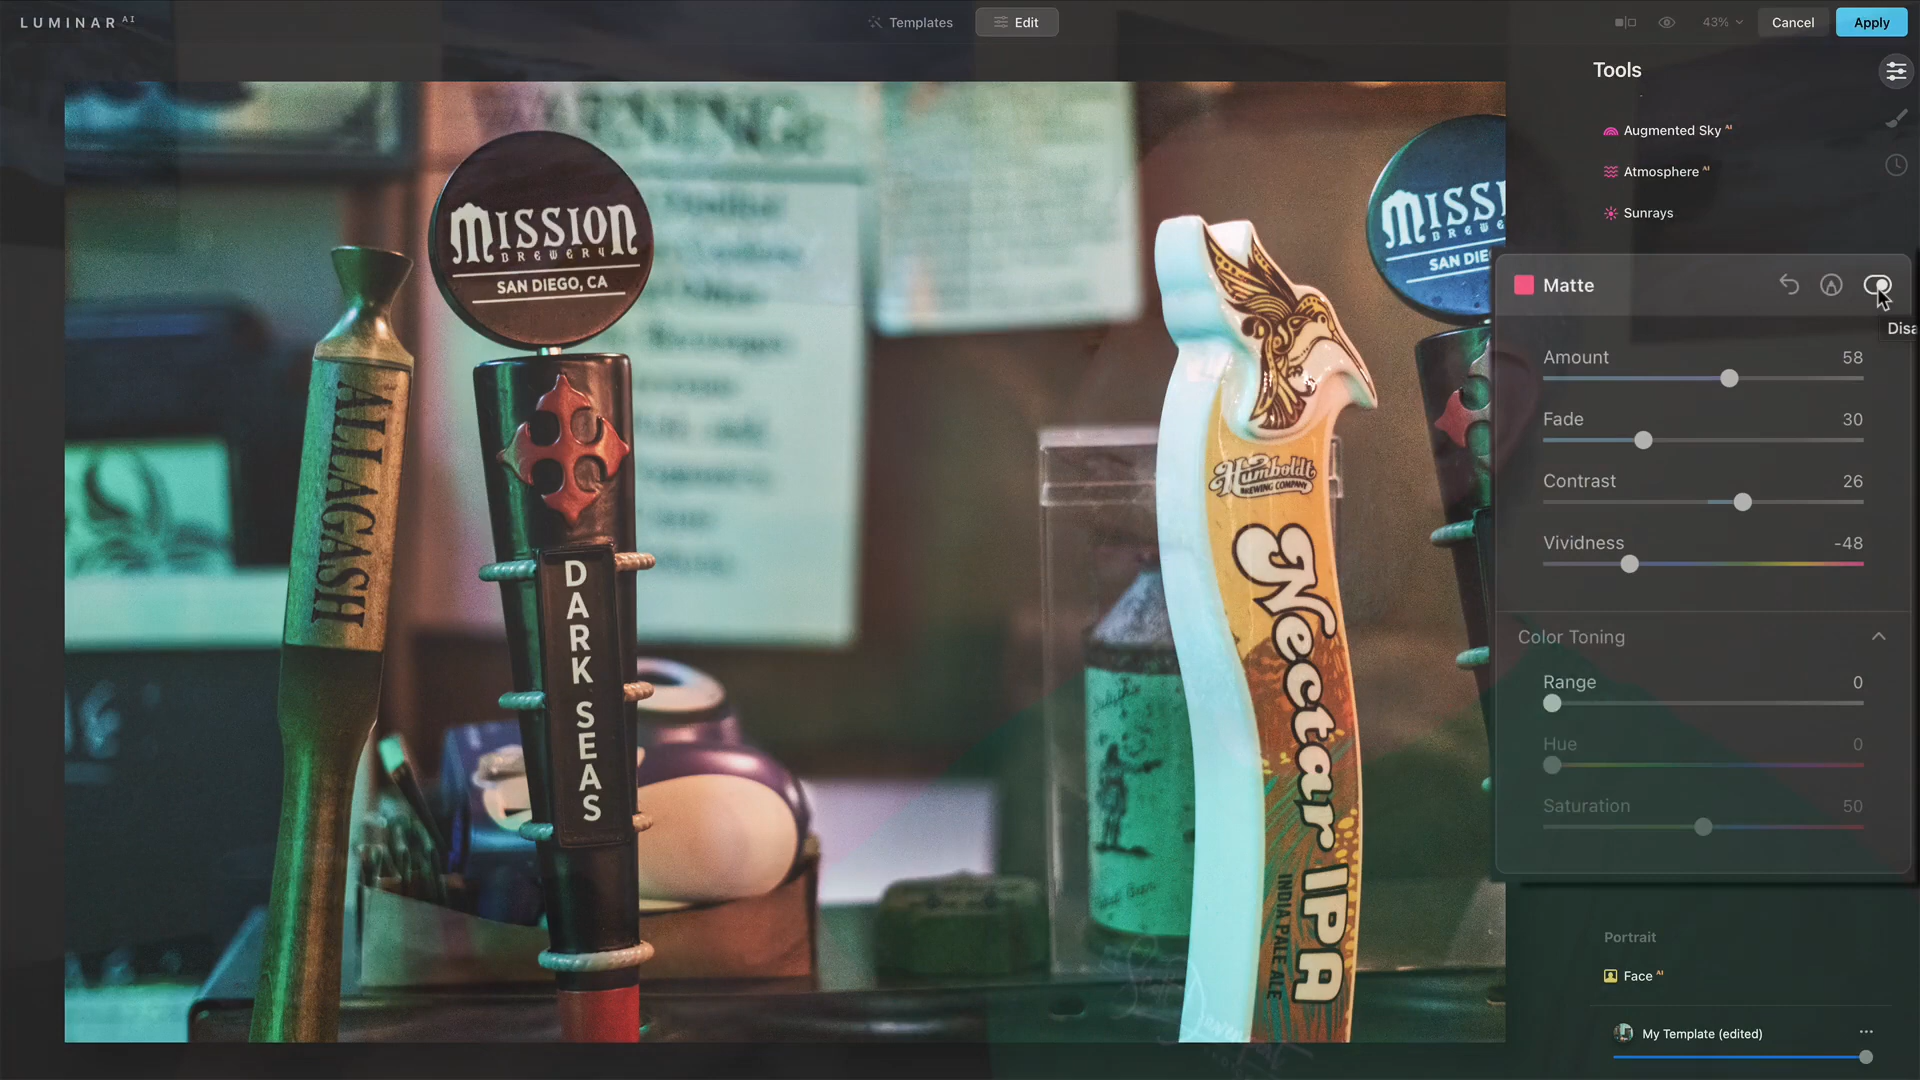 LUMINAR AI
Templates
Edit
43%
Cancel
Apply
Tools
Augmented Sky AI
Atmosphere AI
Sunrays
Matte
Disa
Amount 58
Fade 30
Contrast 26
Vividness -48
Color Toning
Range 0
Hue 0
Saturation 50
Portrait
Face AI
My Template (edited)
WARNING:
MISSION
BREWERY
SAN DIEGO, CA
ALLAGASH
DARK SEAS
Humboldt
BREWING COMPANY
Nectar IPA
INDIA PALE ALE
MISS
BREWE
SAN DIE